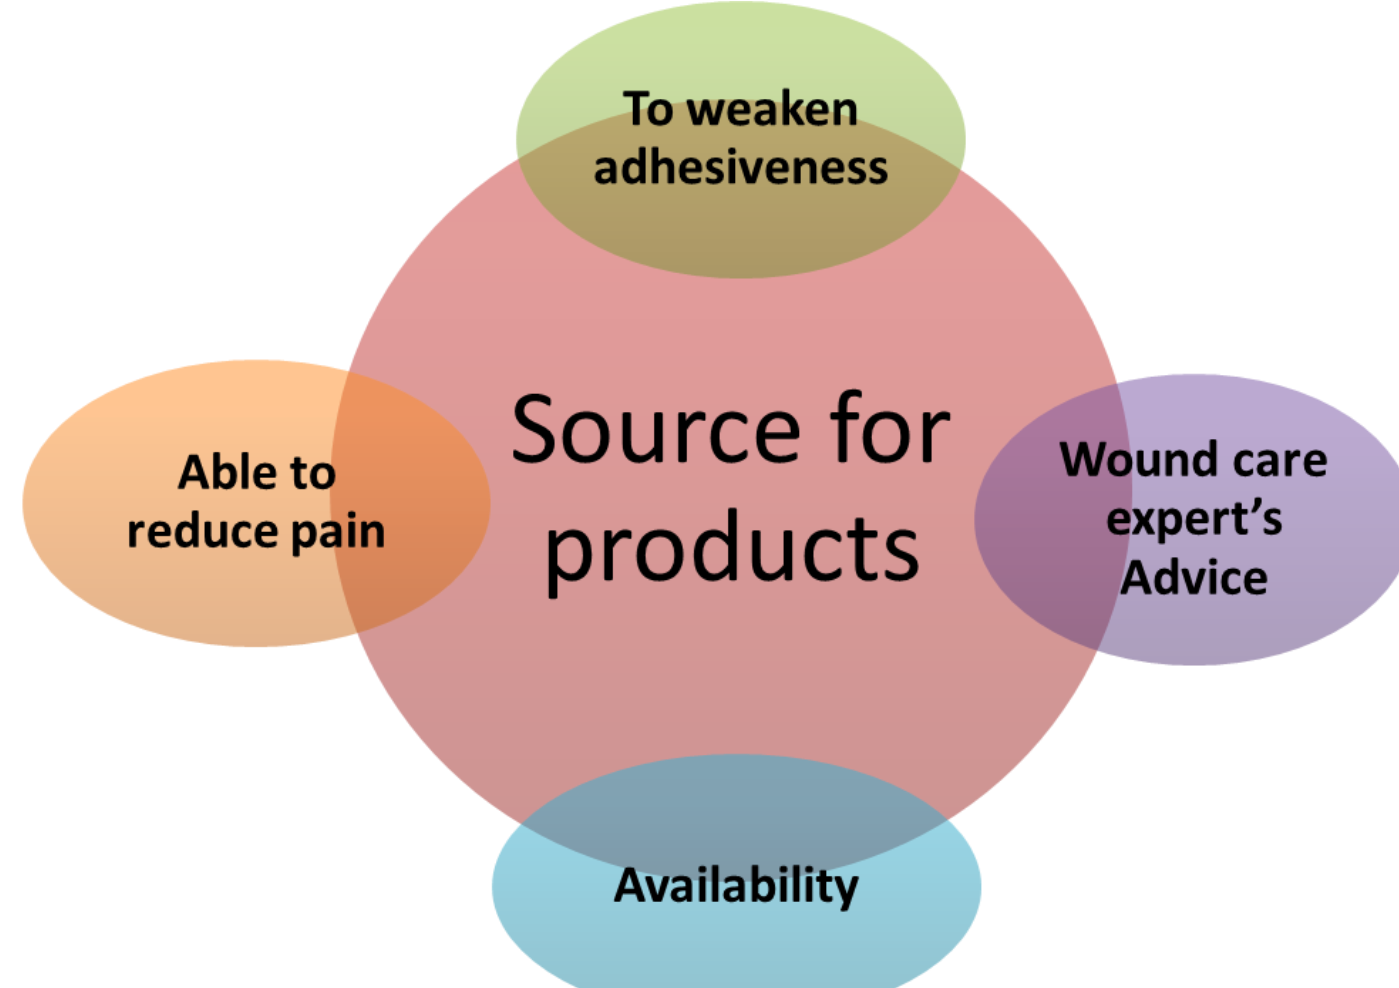 To weaken
adhesiveness
Able to
reduce pain
Source for
products
Wound care
expert’s
Advice
Availability